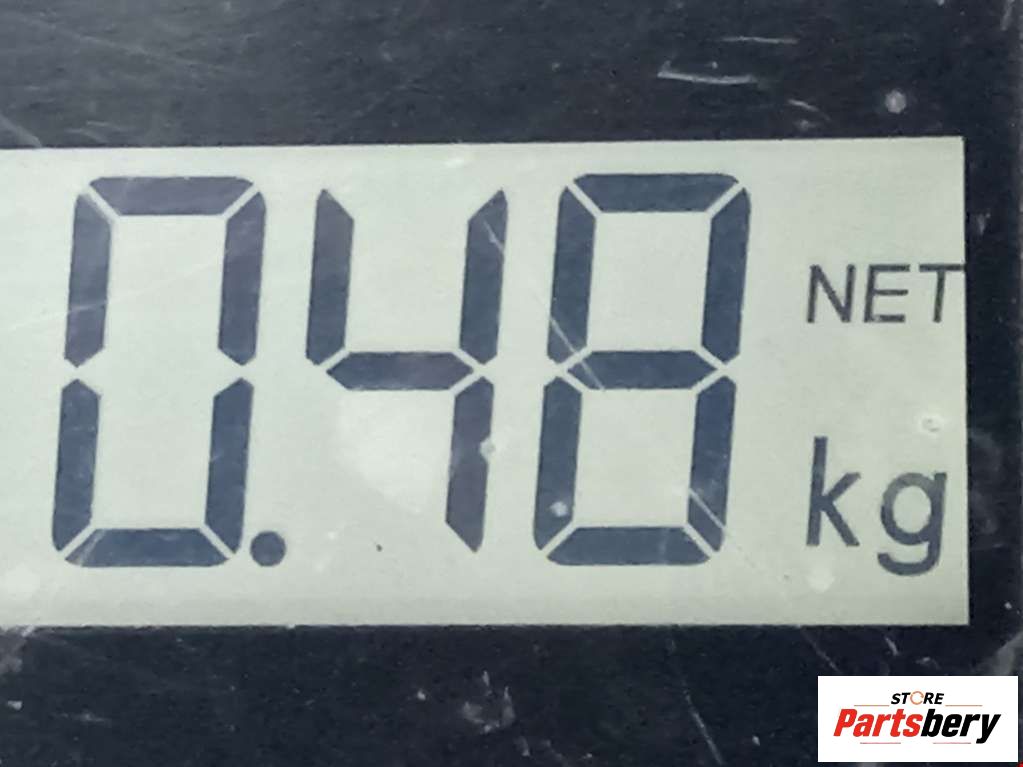 0.48
NET
kg
STORE
Partsbery